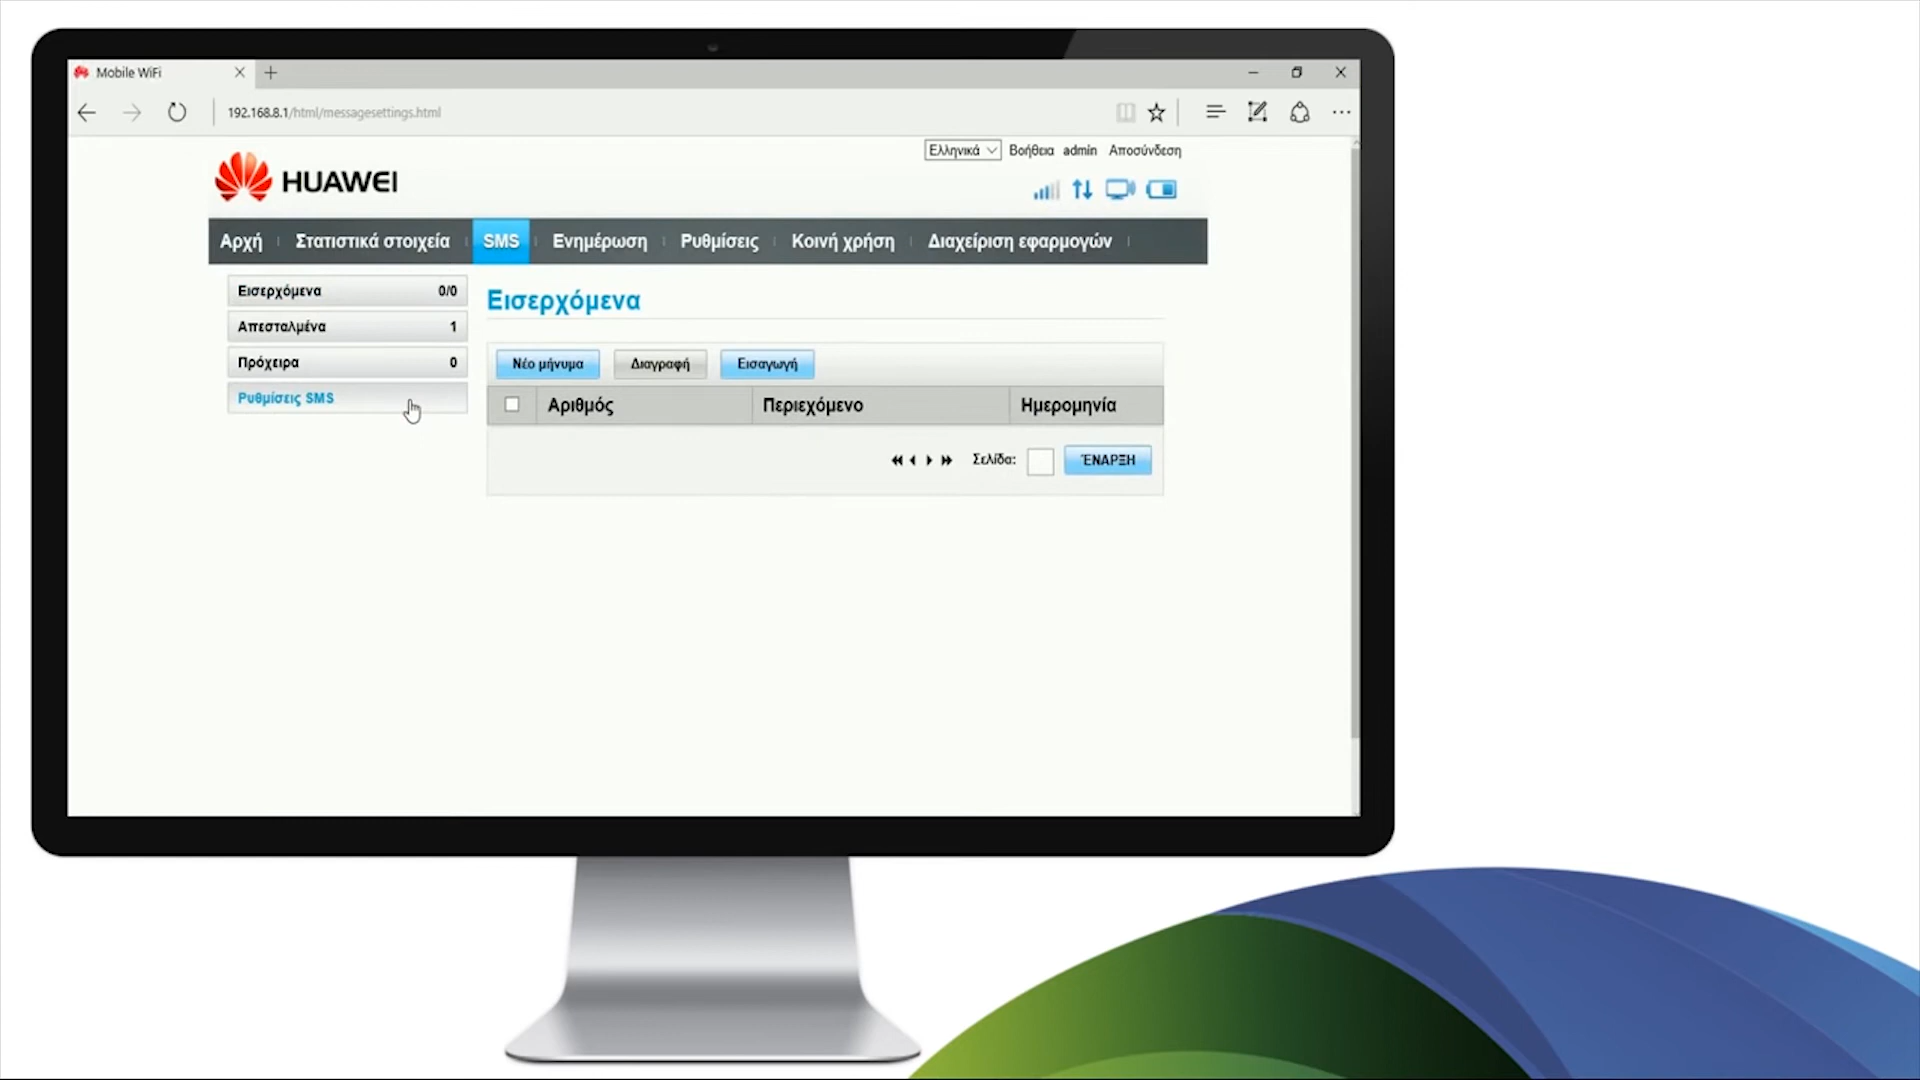 Mobile WiFi
192.168.8.1/html/messagesettings.html
Ελληνικά Βοήθεια admin Αποσύνδεση
HUAWEI
Αρχή Στατιστικά στοιχεία SMS Ενημέρωση Ρυθμίσεις Κοινή χρήση Διαχείριση εφαρμογών
Εισερχόμενα 0/0
Απεσταλμένα 1
Πρόχειρα 0
Ρυθμίσεις SMS
Εισερχόμενα
Νέο μήνυμα Διαγραφή Εισαγωγή
Αριθμός Περιεχόμενο Ημερομηνία
Σελίδα: ΈΝΑΡΞΗ